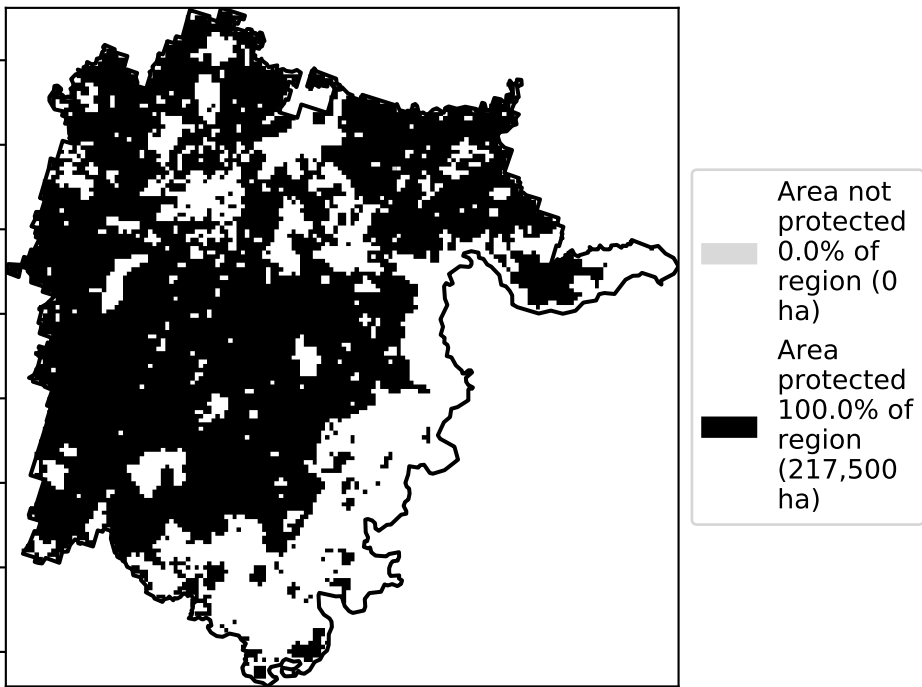 Area not
protected
0.0% of
region (0
ha)
Area
protected
100.0% of
region
(217,500
ha)